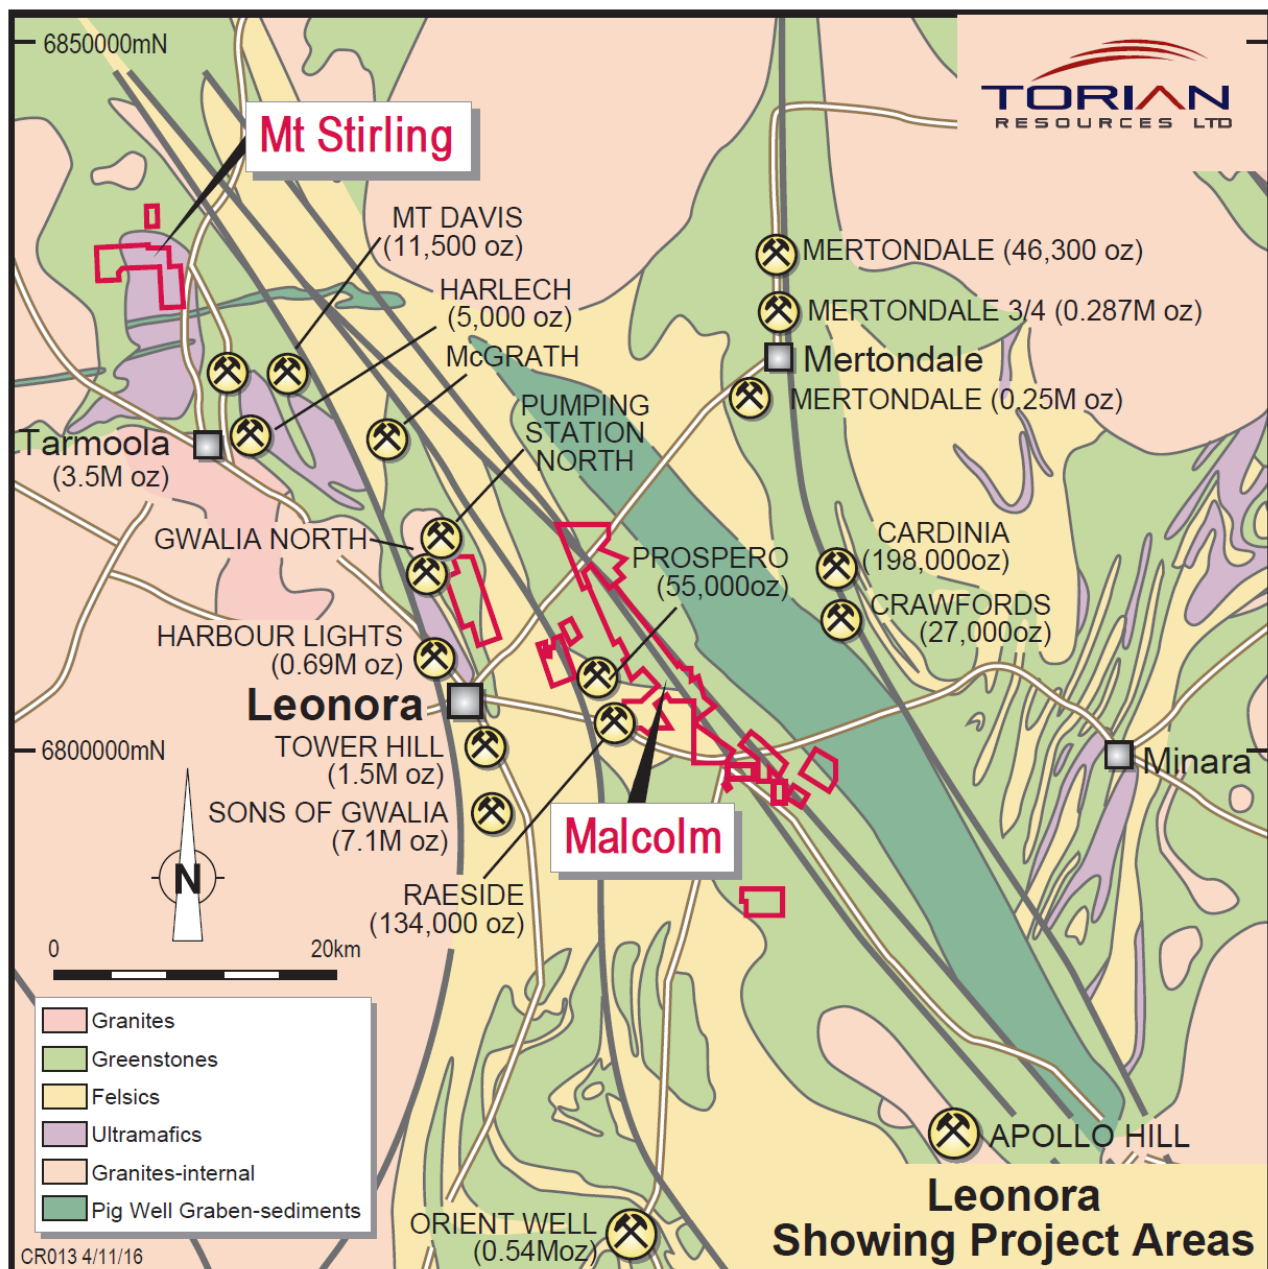 6850000mN
TORIAN
RESOURCES LTD
Mt Stirling
MT DAVIS
(11,500 oz)
MERTONDALE (46,300 oz)
HARLECH
(5,000 oz)
MERTONDALE 3/4 (0.287M oz)
McGRATH
Mertondale
PUMPING
STATION
NORTH
MERTONDALE (0.25M oz)
Tarmoola
(3.5M oz)
GWALIA NORTH
PROSPERO
(55,000oz)
CARDINIA
(198,000oz)
CRAWFORDS
(27,000oz)
HARBOUR LIGHTS
(0.69M oz)
Leonora
6800000mN
TOWER HILL
(1.5M oz)
Minara
SONS OF GWALIA
(7.1M oz)
Malcolm
N
RAESIDE
(134,000 oz)
0 20km
Granites
Greenstones
Felsics
Ultramafics
Granites-internal
Pig Well Graben-sediments
APOLLO HILL
ORIENT WELL
(0.54Moz)
Leonora
Showing Project Areas
CR013 4/11/16